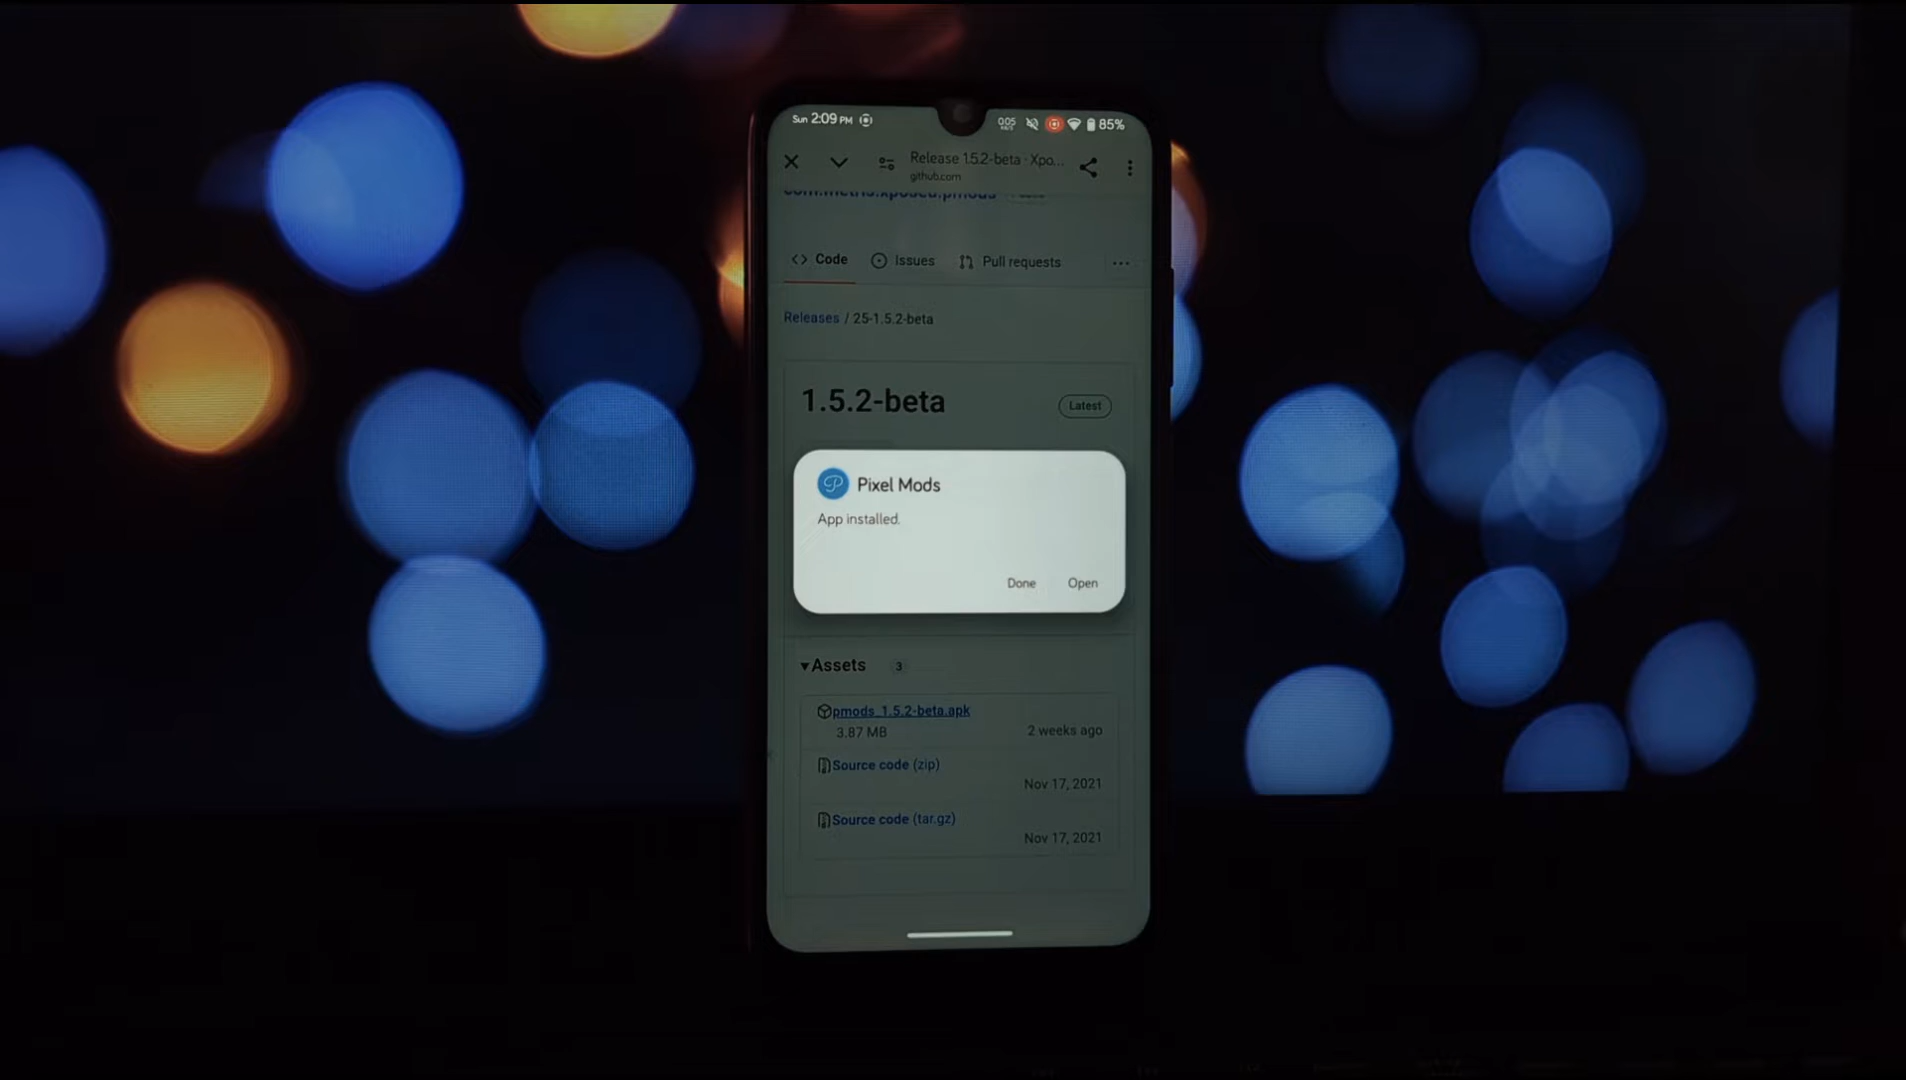 Sun 2:09 PM
85%
Release 1.5.2-beta · Xpo...
github.com
com.metris.xposed.pmods
Code
Issues
Pull requests
...
Releases / 25-1.5.2-beta
1.5.2-beta
Latest
Pixel Mods
App installed.
Done
Open
Assets 3
pmods_1.5.2-beta.apk
3.87 MB
2 weeks ago
Source code (zip)
Nov 17, 2021
Source code (tar.gz)
Nov 17, 2021